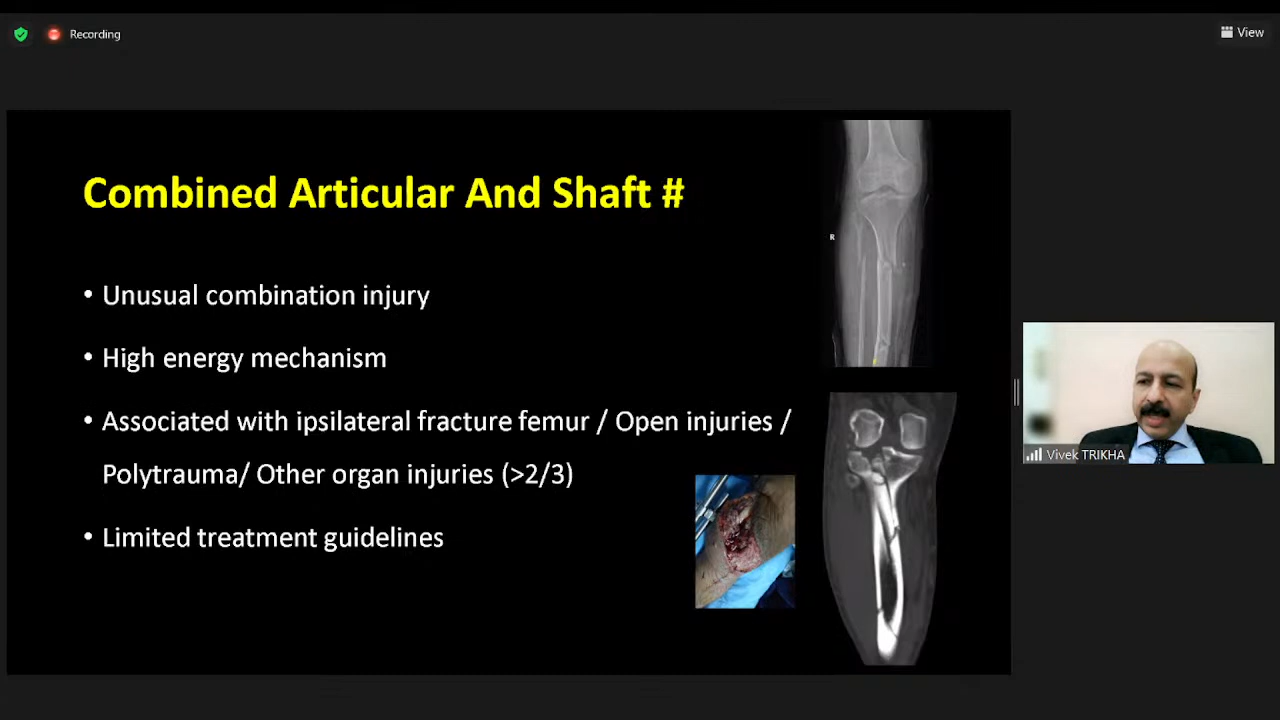 Recording
View
Combined Articular And Shaft #
• Unusual combination injury
• High energy mechanism
• Associated with ipsilateral fracture femur / Open injuries /
Polytrauma/ Other organ injuries (>2/3)
• Limited treatment guidelines
R
Vivek TRIKHA